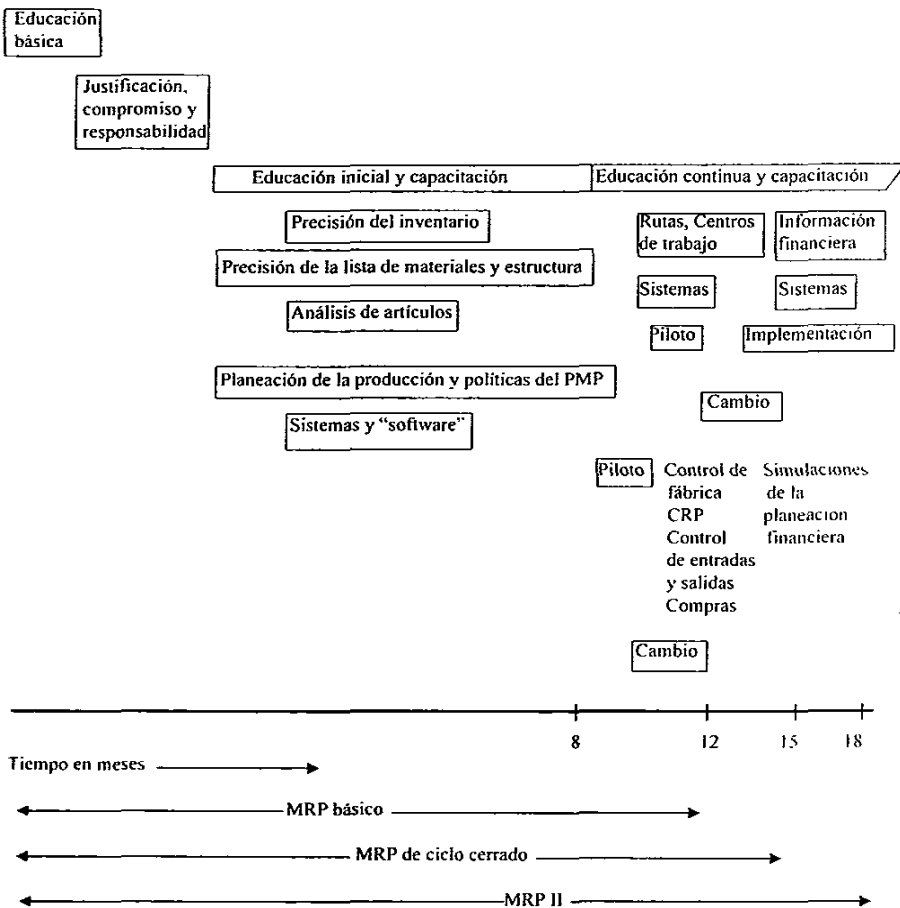 Educación
básica
Justificación,
compromiso y
responsabilidad
Educación inicial y capacitación
Educación continua y capacitación
Precisión del inventario
Rutas, Centros
de trabajo
Información
financiera
Precisión de la lista de materiales y estructura
Sistemas
Sistemas
Análisis de artículos
Piloto
Implementación
Planeación de la producción y políticas del PMP
Cambio
Sistemas y “software”
Piloto
Control de
fábrica
CRP
Control
de entradas
y salidas
Compras
Simulaciones
de la
planeacion
financiera
Cambio
8
12
15
18
Tiempo en meses
MRP básico
MRP de ciclo cerrado
MRP II